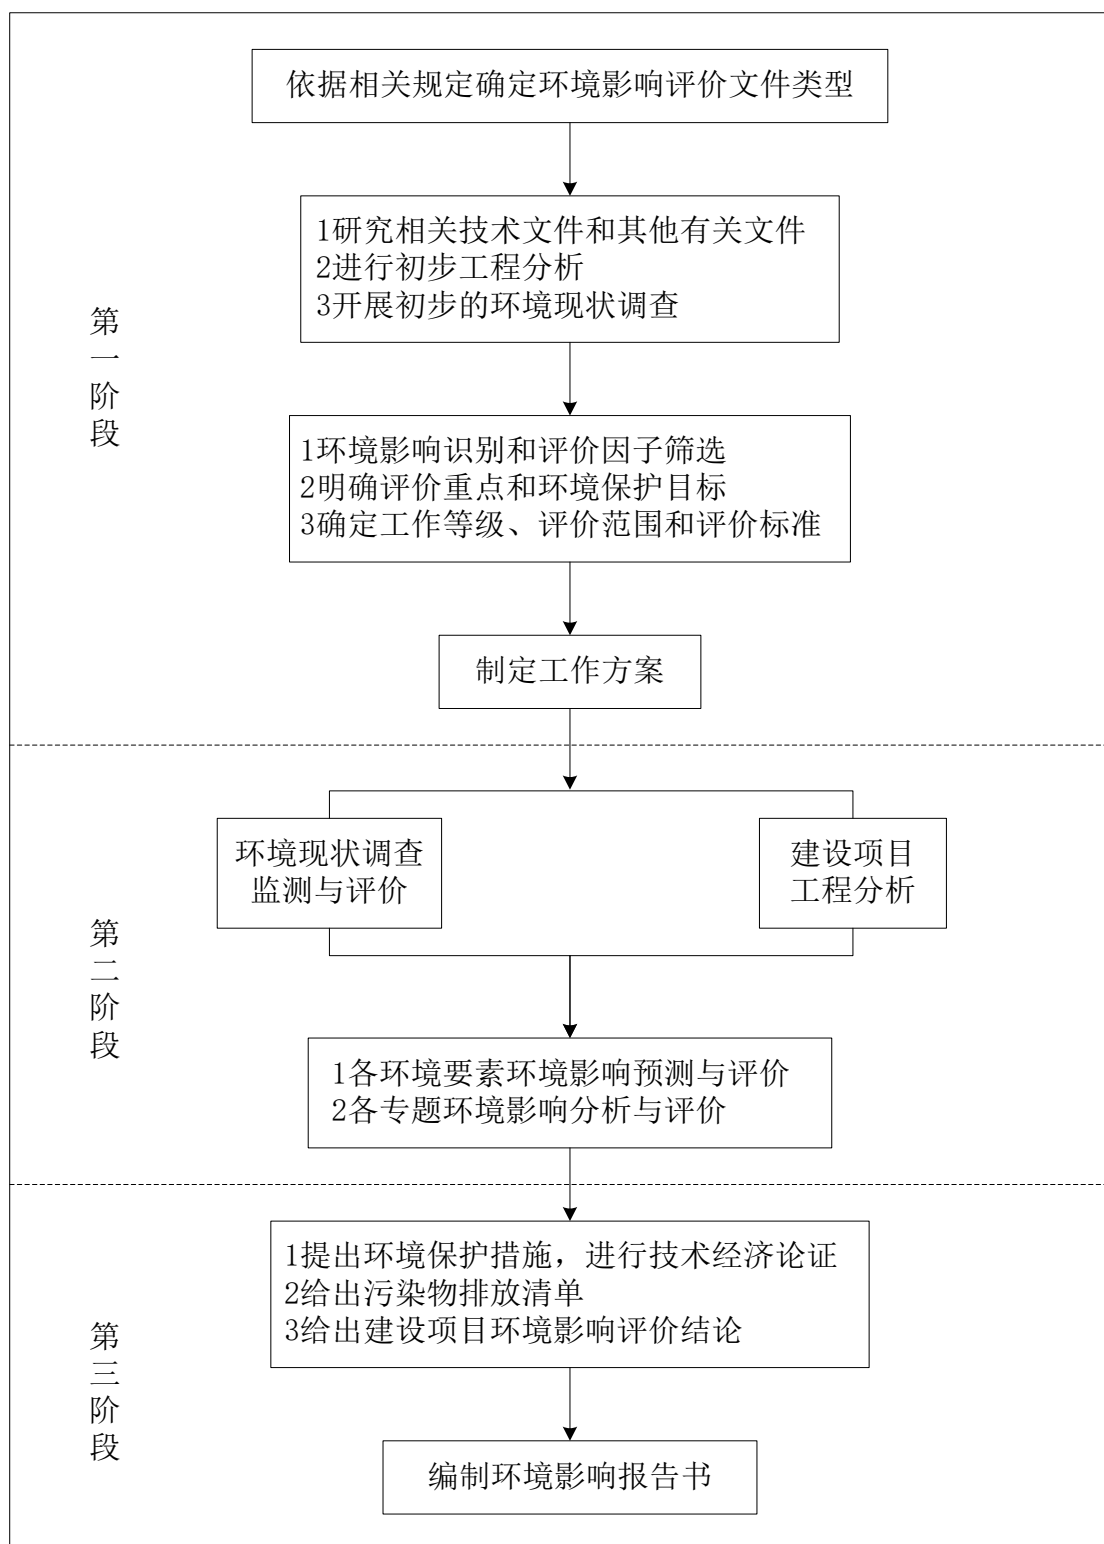 依据相关规定确定环境影响评价文件类型
1研究相关技术文件和其他有关文件
2进行初步工程分析
3开展初步的环境现状调查
第一阶段
1环境影响识别和评价因子筛选
2明确评价重点和环境保护目标
3确定工作等级、评价范围和评价标准
制定工作方案
环境现状调查
监测与评价
建设项目
工程分析
第二阶段
1各环境要素环境影响预测与评价
2各专题环境影响分析与评价
1提出环境保护措施，进行技术经济论证
2给出污染物排放清单
3给出建设项目环境影响评价结论
第三阶段
编制环境影响报告书